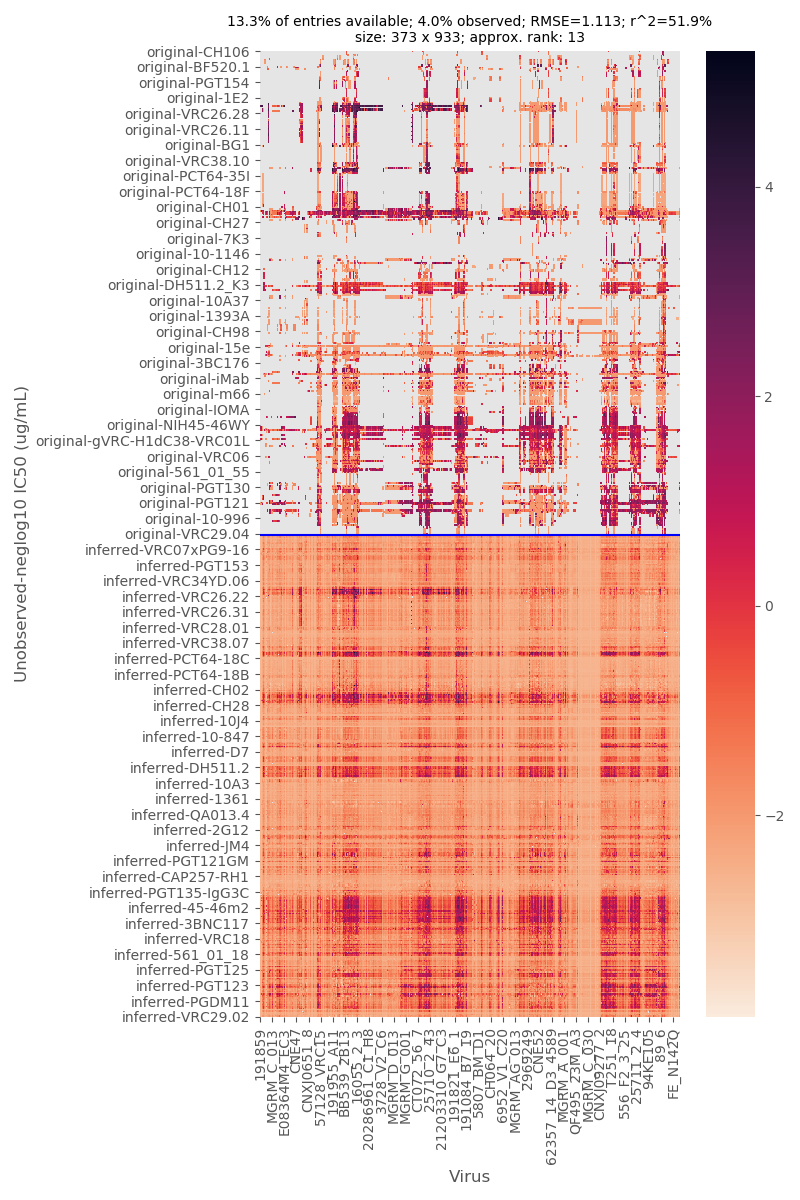 13.3% of entries available; 4.0% observed; RMSE=1.113; r^2=51.9%
size: 373 x 933; approx. rank: 13
original-CH106
original-BF520.1
original-PGT154
original-1E2
original-VRC26.28
original-VRC26.11
original-BG1
original-VRC38.10
original-PCT64-35I
original-PCT64-18F
original-CH01
original-CH27
original-7K3
original-10-1146
original-CH12
original-DH511.2_K3
original-10A37
original-1393A
original-CH98
original-15e
original-3BC176
original-iMab
original-m66
original-IOMA
original-NIH45-46WY
original-gVRC-H1dC38-VRC01L
original-VRC06
original-561_01_55
original-PGT130
original-PGT121
original-10-996
original-VRC29.04
inferred-VRC07xPG9-16
inferred-PGT153
inferred-VRC34YD.06
inferred-VRC26.22
inferred-VRC26.31
inferred-VRC28.01
inferred-VRC38.07
inferred-PCT64-18C
inferred-PCT64-18B
inferred-CH02
inferred-CH28
inferred-10J4
inferred-10-847
inferred-D7
inferred-DH511.2
inferred-10A3
inferred-1361
inferred-QA013.4
inferred-2G12
inferred-JM4
inferred-PGT121GM
inferred-CAP257-RH1
inferred-PGT135-IgG3C
inferred-45-46m2
inferred-3BNC117
inferred-VRC18
inferred-561_01_18
inferred-PGT125
inferred-PGT123
inferred-PGDM11
inferred-VRC29.02
Unobserved-neglog10 IC50 (ug/mL)
4
2
0
−2
191859
MGRM_C_013
E08364M4_EC3
CNE47
CNXJ0651_8
57128_VRC15
191955_A11
BB539_2B13
16055_2_3
20286961_C1_H8
3728_V2_C6
MGRM_1_013
MGRM_G_001
CT072_56_7
25710_2_43
21203310_G7_C3
191821_E6_1
191084_B7_19
5807_BM_D1
CH064_20
6952_V1_C20
MGRM_AG_013
2969249
CNE52
62357_14_D3_4589
MGRM_A_001
QF495_23M_A3
MGRM_C_030
CNXJ09_77_2
T251_18
556_F2_3_25
25711_2_4
94KE105
89_6
FE_N142Q
Virus